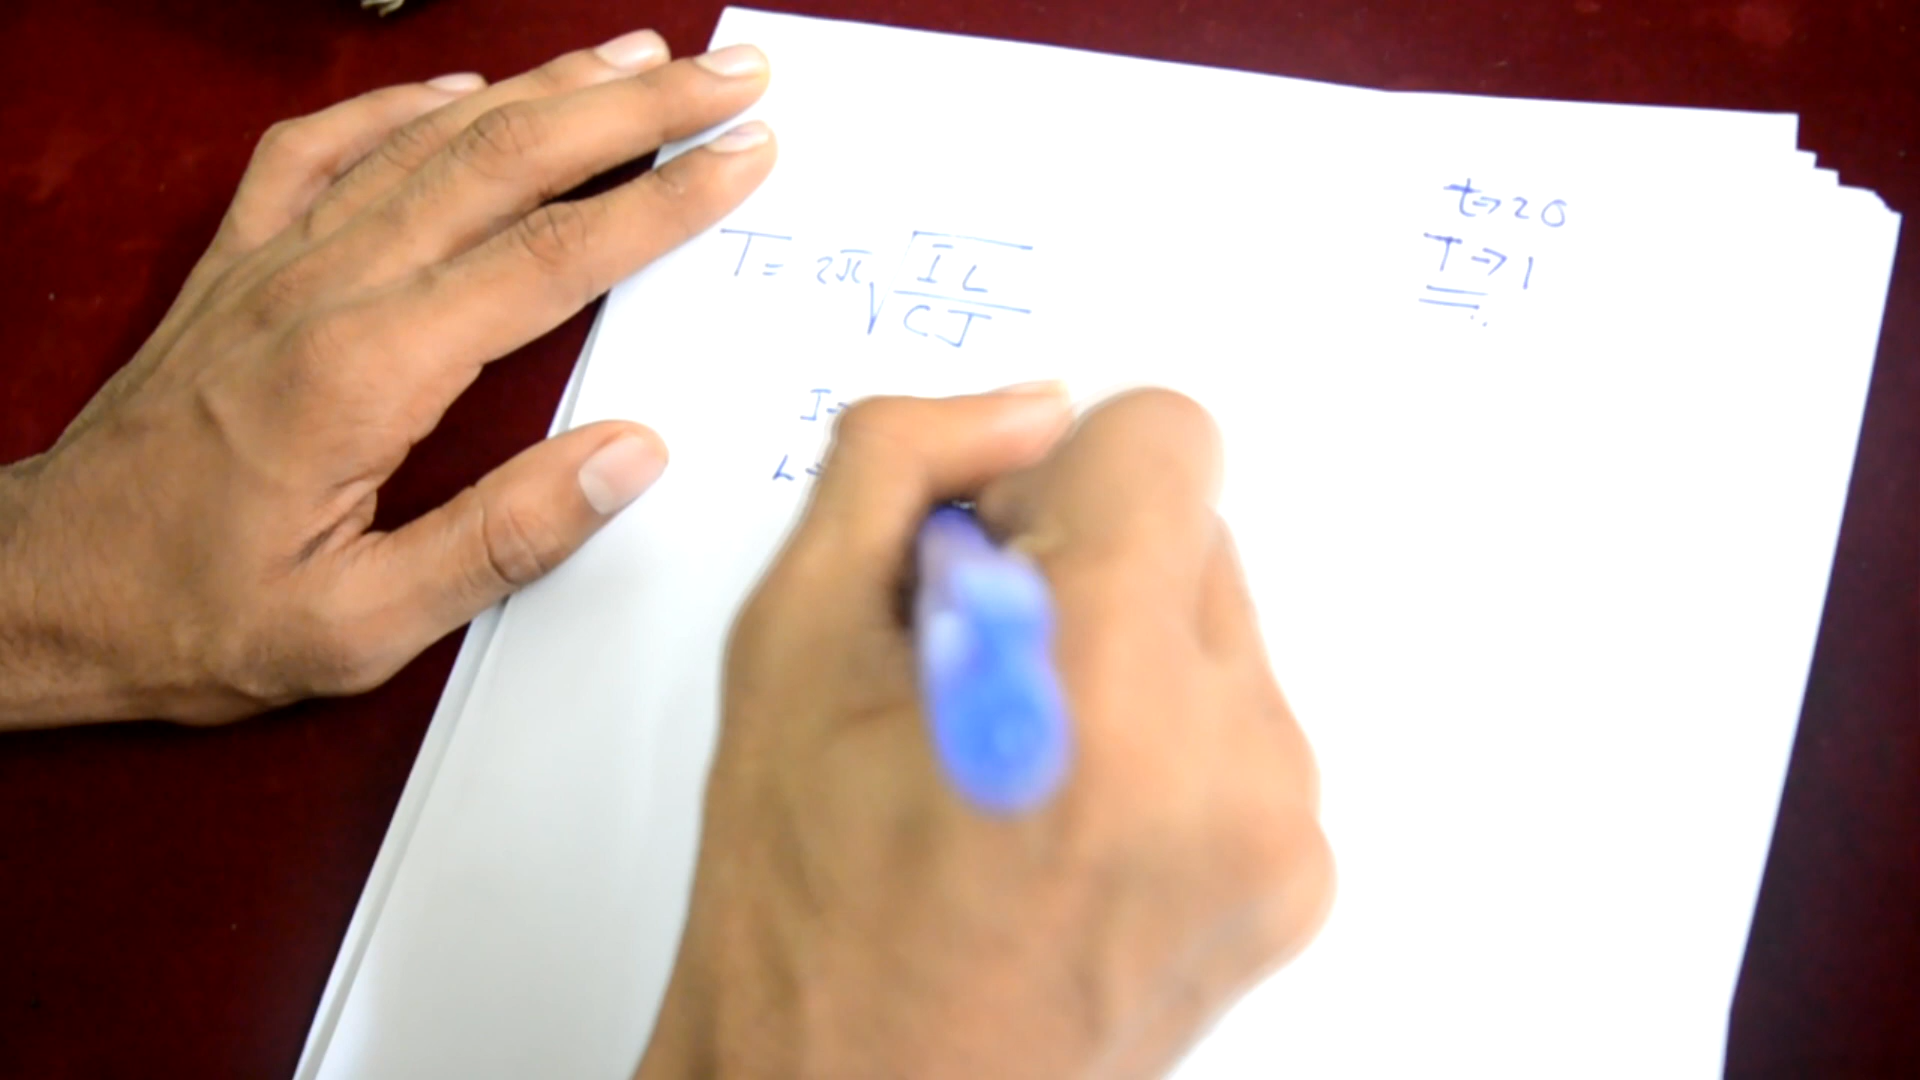 T = 2π√(IL/CJ)
I →
L →
t → 20
T → 1